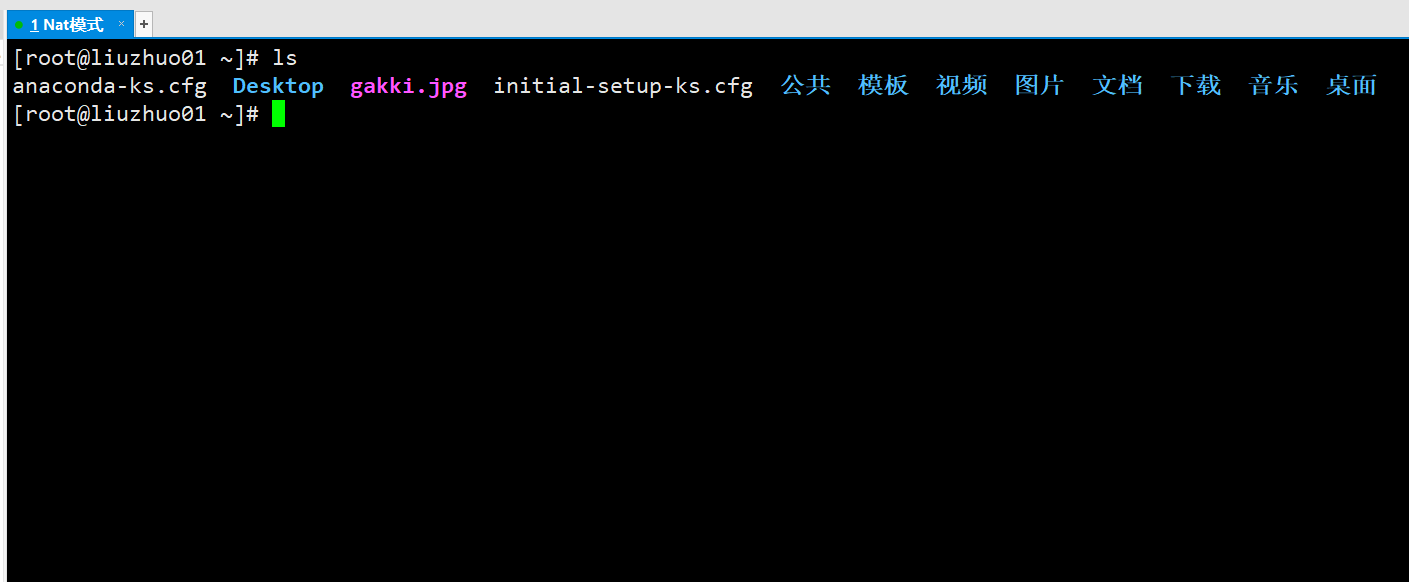 1 Nat模式 × +
[root@liuzhuo01 ~]# ls
anaconda-ks.cfg  Desktop  gakki.jpg  initial-setup-ks.cfg  公共  模板  视频  图片  文档  下载  音乐  桌面
[root@liuzhuo01 ~]#